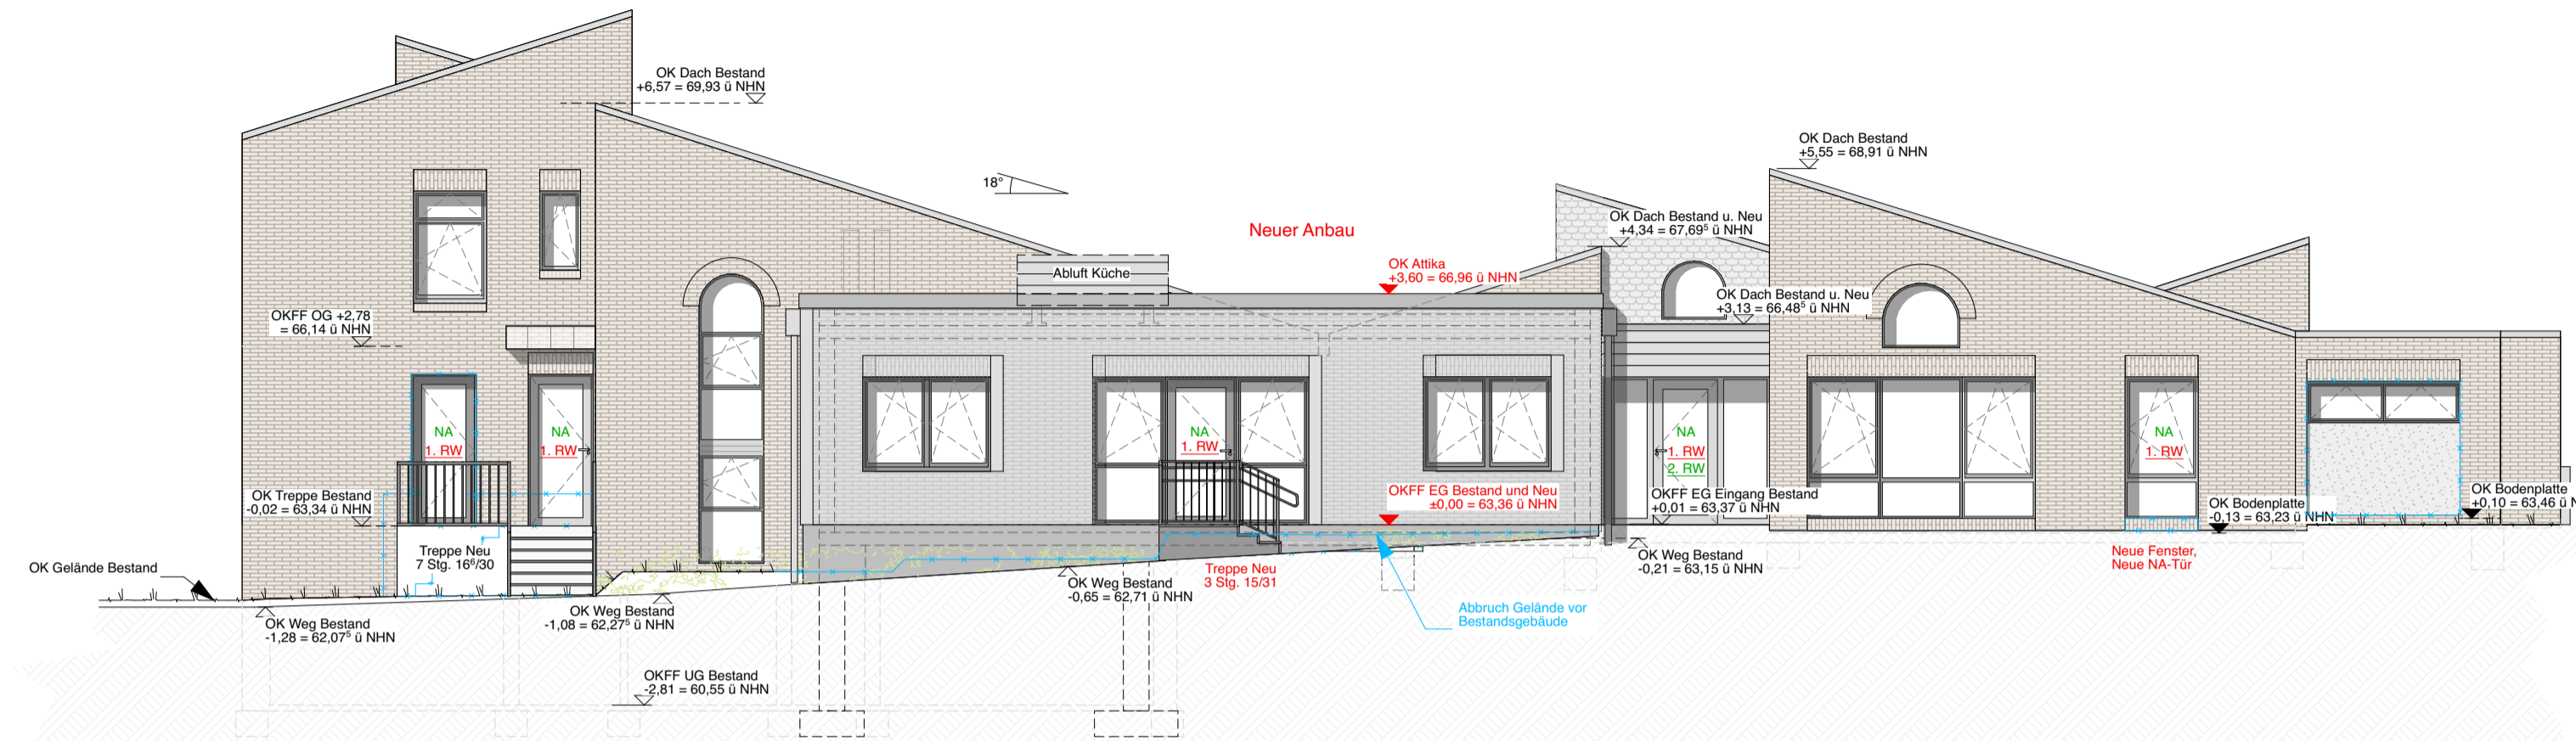 OK Dach Bestand
+6,57 = 69,93 ü NHN
18°
Neuer Anbau
Abluft Küche
OK Attika
+3,60 = 66,96 ü NHN
OK Dach Bestand u. Neu
+4,34 = 67,69⁵ ü NHN
OK Dach Bestand
+5,55 = 68,91 ü NHN
OK Dach Bestand u. Neu
+3,13 = 66,48⁵ ü NHN
OKFF OG +2,78
= 66,14 ü NHN
NA
1. RW
NA
1. RW
NA
1. RW
NA
1. RW
2. RW
NA
1. RW
OK Treppe Bestand
-0,02 = 63,34 ü NHN
OKFF EG Bestand und Neu
±0,00 = 63,36 ü NHN
OKFF EG Eingang Bestand
+0,01 = 63,37 ü NHN
OK Bodenplatte
-0,13 = 63,23 ü NHN
OK Bodenplatte
+0,10 = 63,46 ü N
Treppe Neu
7 Stg. 16⁶/30
OK Gelände Bestand
OK Weg Bestand
-1,28 = 62,07⁵ ü NHN
OK Weg Bestand
-1,08 = 62,27⁵ ü NHN
OK Weg Bestand
-0,65 = 62,71 ü NHN
Treppe Neu
3 Stg. 15/31
OK Weg Bestand
-0,21 = 63,15 ü NHN
Neue Fenster,
Neue NA-Tür
Abbruch Gelände vor
Bestandsgebäude
OKFF UG Bestand
-2,81 = 60,55 ü NHN